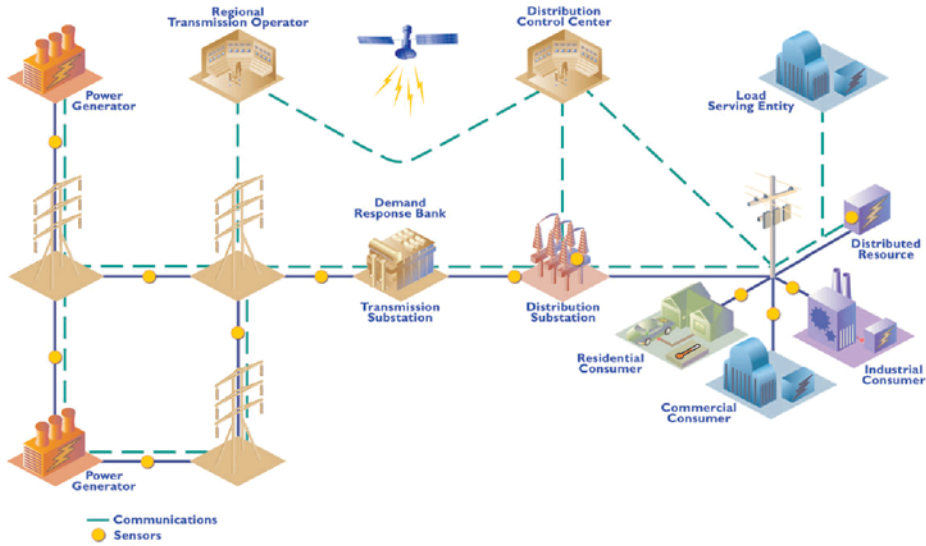 Regional
Transmission Operator
Distribution
Control Center
Power
Generator
Load
Serving Entity
Demand
Response Bank
Distributed
Resource
Transmission
Substation
Distribution
Substation
Residential
Consumer
Industrial
Consumer
Commercial
Consumer
Power
Generator
Communications
Sensors